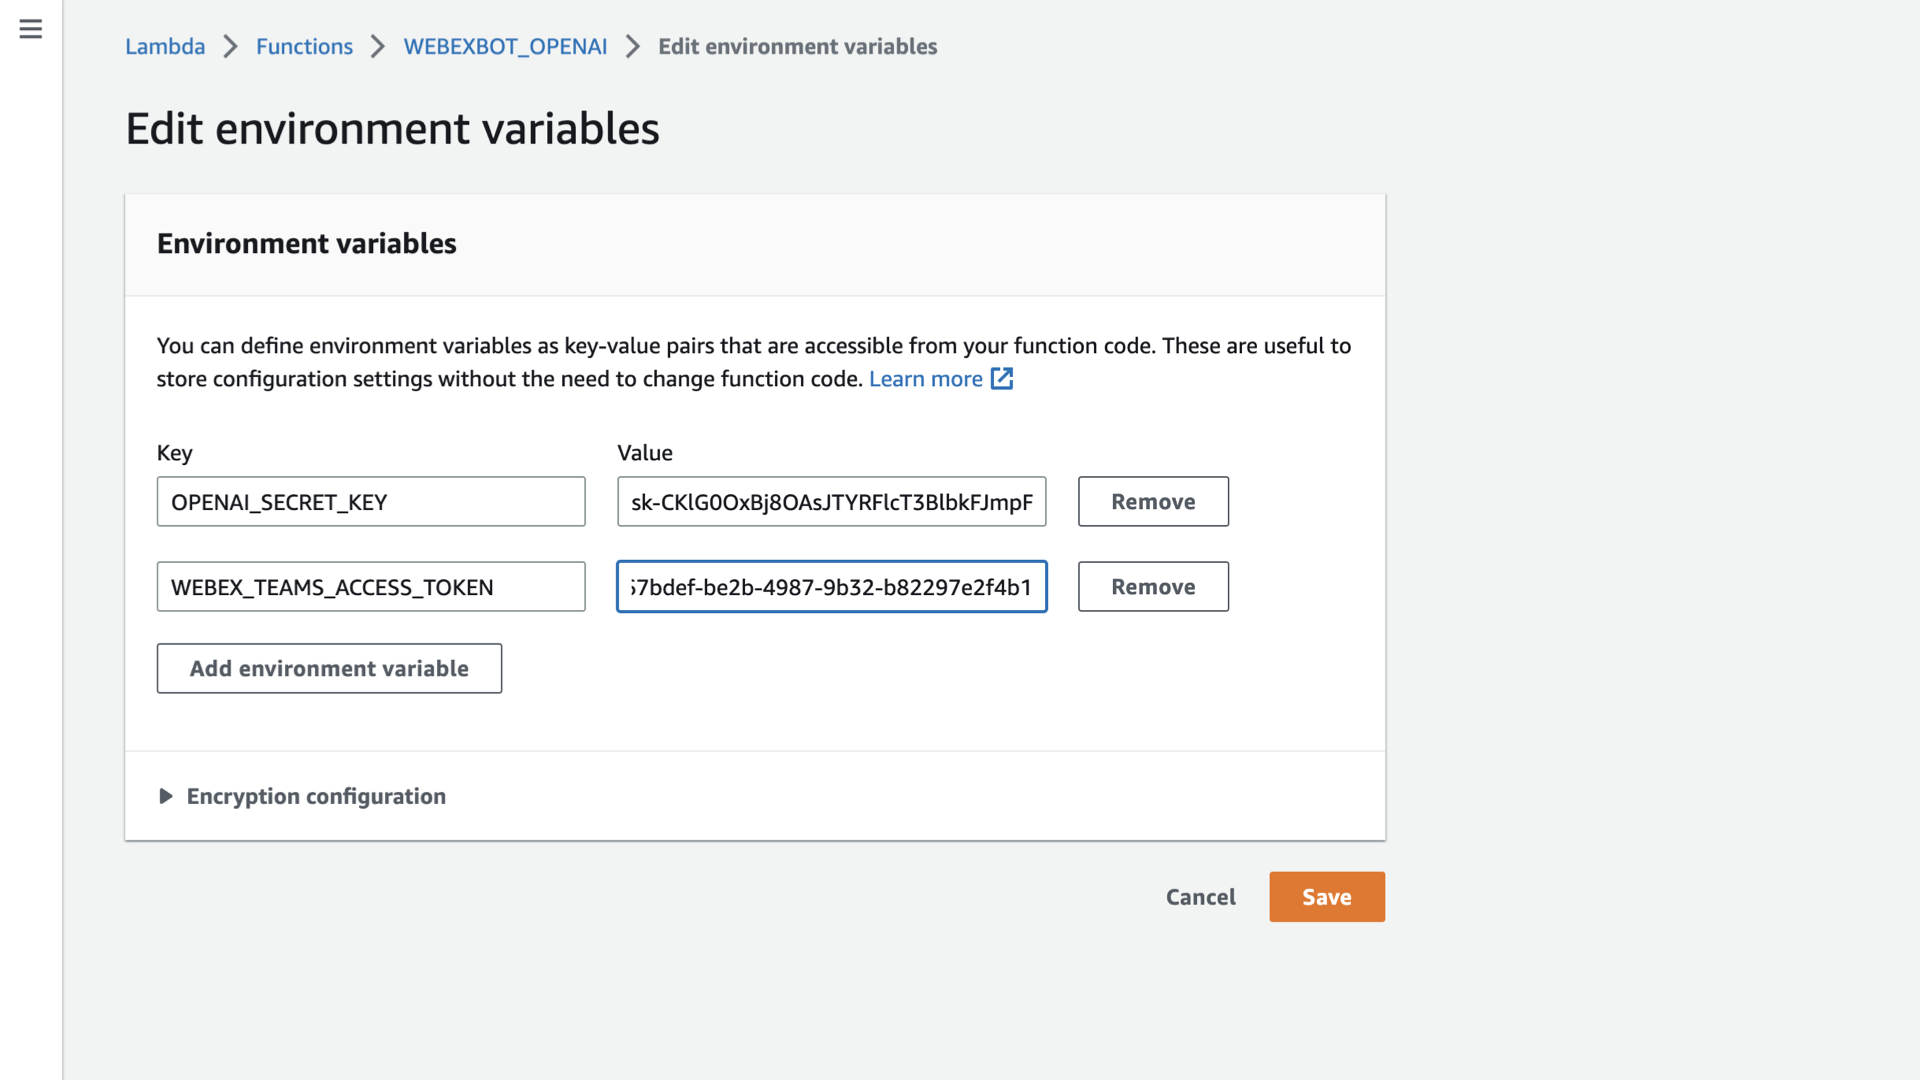 Lambda > Functions > WEBEXBOT_OPENAI > Edit environment variables
Edit environment variables
Environment variables
You can define environment variables as key-value pairs that are accessible from your function code. These are useful to
store configuration settings without the need to change function code. Learn more
Key Value
OPENAI_SECRET_KEY sk-CKlG0OxBj8OAsJTYRFlcT3BlbkFJmpF Remove
WEBEX_TEAMS_ACCESS_TOKEN 7bdef-be2b-4987-9b32-b82297e2f4b1 Remove
Add environment variable
Encryption configuration
Cancel Save